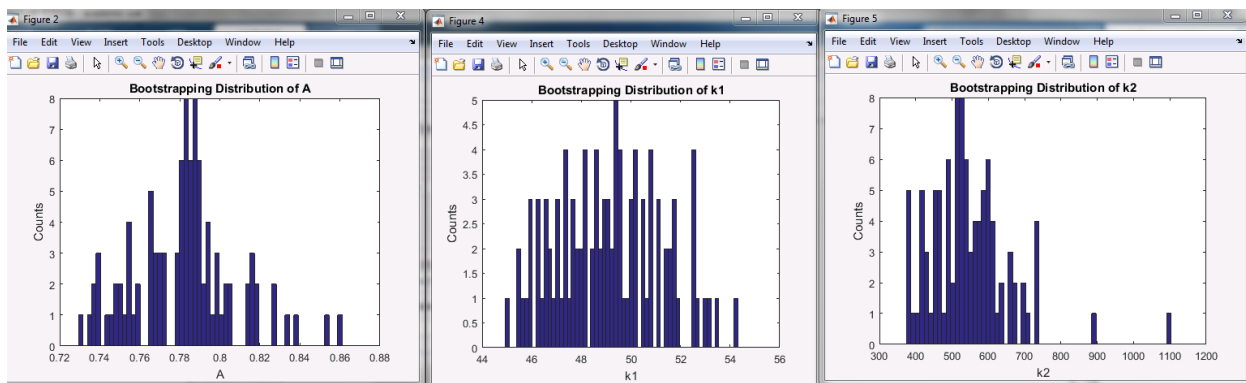 Figure 2
File Edit View Insert Tools Desktop Window Help
Bootstrapping Distribution of A
8
7
6
5
4
3
2
1
0
Counts
0.72 0.74 0.76 0.78 0.8 0.82 0.84 0.86 0.88
A
Figure 4
File Edit View Insert Tools Desktop Window Help
Bootstrapping Distribution of k1
5
4.5
4
3.5
3
2.5
2
1.5
1
0.5
0
Counts
44 46 48 50 52 54 56
k1
Figure 5
File Edit View Insert Tools Desktop Window Help
Bootstrapping Distribution of k2
8
7
6
5
4
3
2
1
0
Counts
300 400 500 600 700 800 900 1000 1100 1200
k2